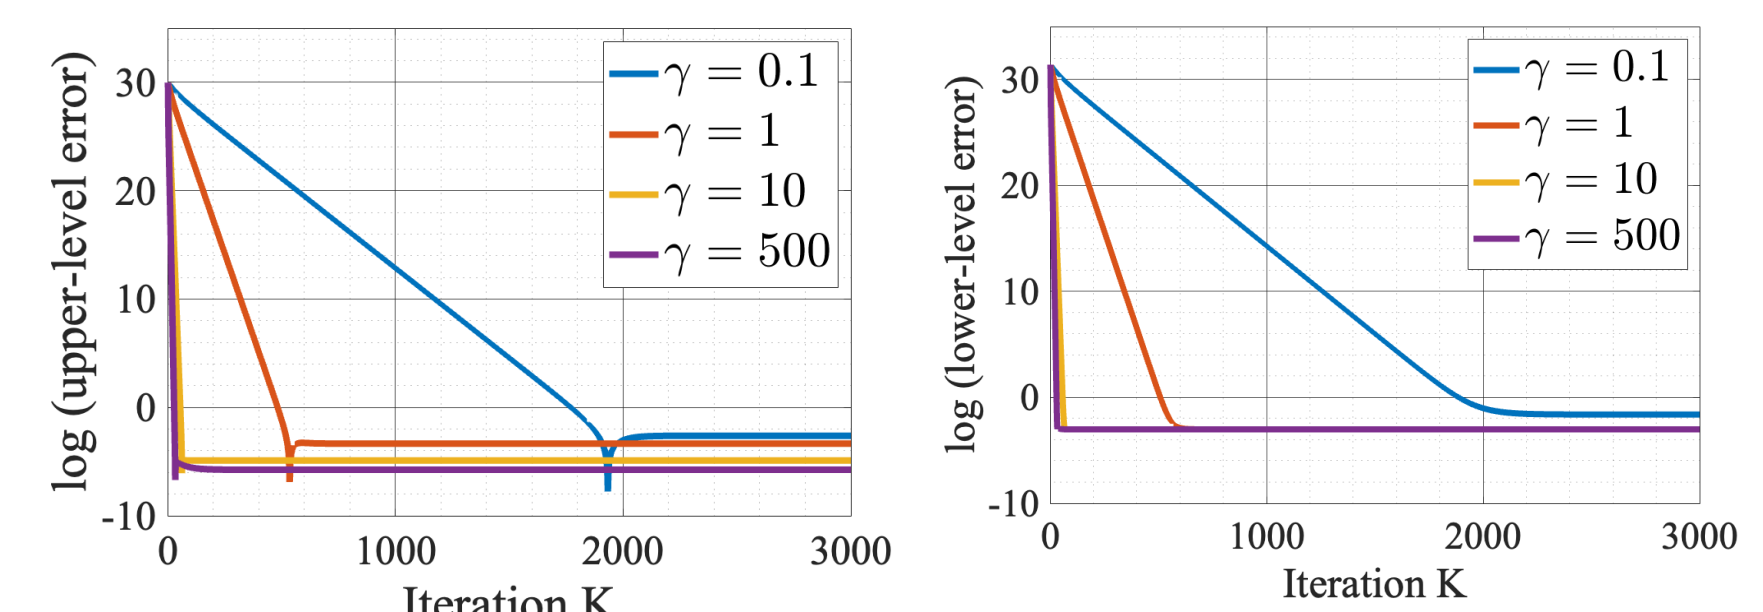 log (upper-level error)
30
20
10
0
-10
0 1000 2000 3000
Iteration K
γ = 0.1
γ = 1
γ = 10
γ = 500
log (lower-level error)
30
20
10
0
-10
0 1000 2000 3000
Iteration K
γ = 0.1
γ = 1
γ = 10
γ = 500